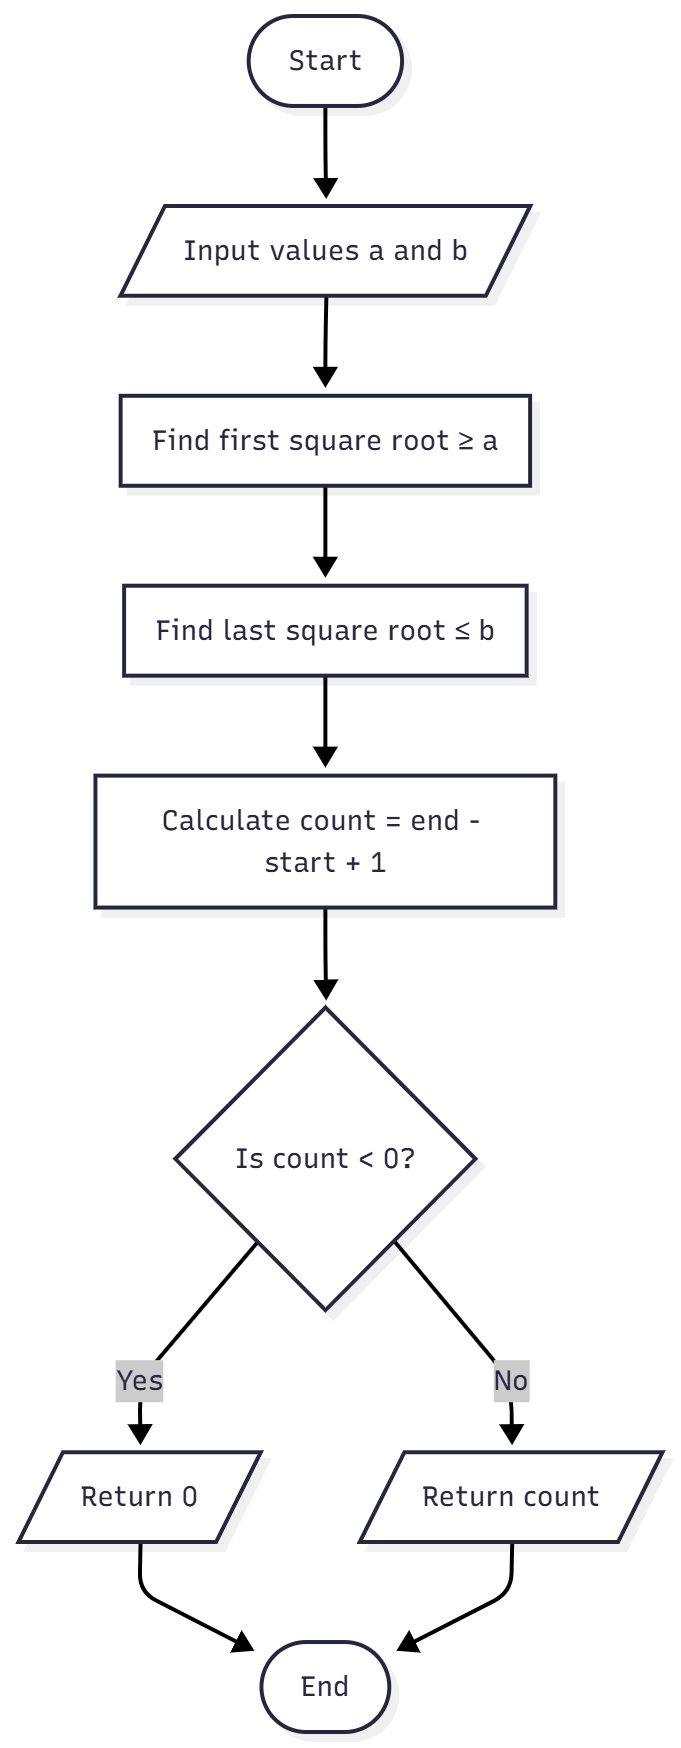 Start
Input values a and b
Find first square root ≥ a
Find last square root ≤ b
Calculate count = end -
start + 1
Is count < 0?
Yes
No
Return 0
Return count
End